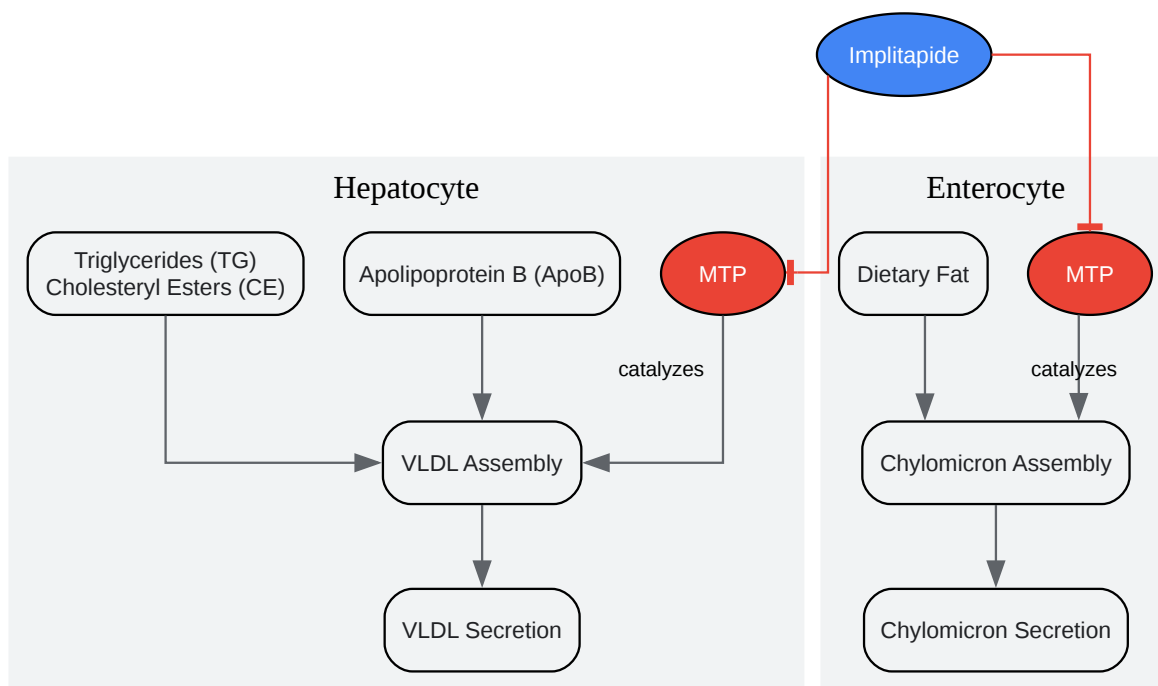 Implitapide
Hepatocyte
Enterocyte
Triglycerides (TG)
Cholesteryl Esters (CE)
Apolipoprotein B (ApoB)
MTP
Dietary Fat
MTP
catalyzes
catalyzes
VLDL Assembly
Chylomicron Assembly
VLDL Secretion
Chylomicron Secretion